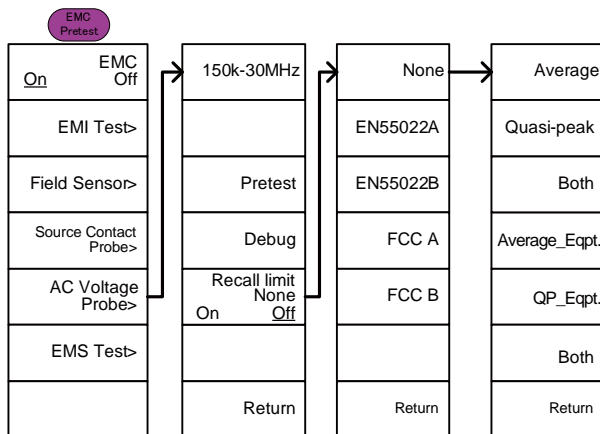 EMC
Pretest
EMC
On Off
EMI Test>
Field Sensor>
Source Contact
Probe>
AC Voltage
Probe>
EMS Test>
150k-30MHz
Pretest
Debug
Recall limit
None
On Off
Return
None
EN55022A
EN55022B
FCC A
FCC B
Return
Average
Quasi-peak
Both
Average_Eqpt.
QP_Eqpt.
Both
Return